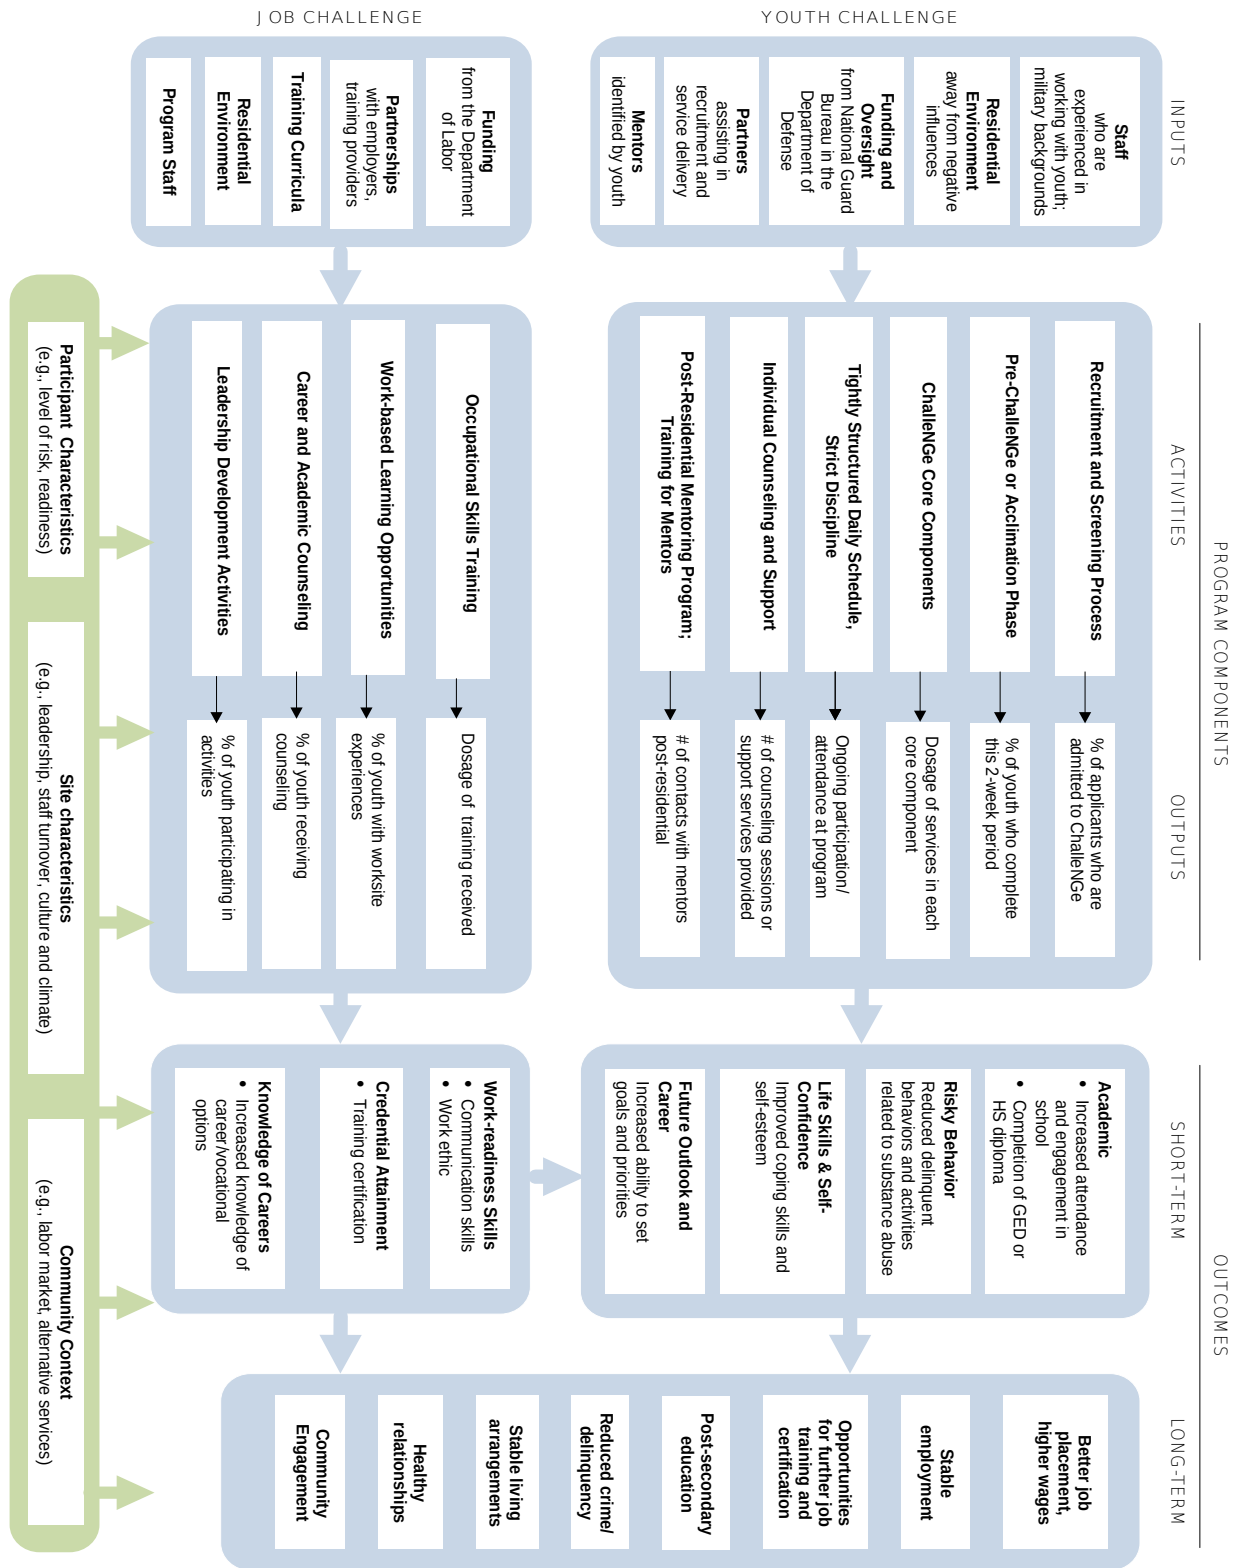 PROGRAM COMPONENTS
OUTCOMES
INPUTS
ACTIVITIES
OUTPUTS
SHORT-TERM
LONG-TERM
YOUTH CHALLENGE
Staff
who are
experienced in
working with youth;
military backgrounds
Residential
Environment
away from negative
influences
Funding and
Oversight
from National Guard
Bureau in the
Department of
Defense
Partners
assisting in
recruitment and
service delivery
Mentors
identified by youth
Recruitment and Screening Process
% of applicants who are
admitted to ChalleNGe
Pre-ChalleNGe or Acclimation Phase
% of youth who complete
this 2-week period
ChalleNGe Core Components
Dosage of services in each
core component
Tightly Structured Daily Schedule,
Strict Discipline
Ongoing participation/
attendance at program
Individual Counseling and Support
# of counseling sessions or
support services provided
Post-Residential Mentoring Program;
Training for Mentors
# of contacts with mentors
post-residential
Academic
• Increased attendance
and engagement in
school
• Completion of GED or
HS diploma
Risky Behavior
Reduced delinquent
behaviors and activities
related to substance abuse
Life Skills & Self-
Confidence
Improved coping skills and
self-esteem
Future Outlook and
Career
Increased ability to set
goals and priorities
Better job
placement,
higher wages
Stable
employment
Opportunities
for further job
training and
certification
Post-secondary
education
Reduced crime/
delinquency
Stable living
arrangements
Healthy
relationships
Community
Engagement
JOB CHALLENGE
Funding
from the Department
of Labor
Partnerships
with employers,
training providers
Training Curricula
Residential
Environment
Program Staff
Occupational Skills Training
Dosage of training received
Work-based Learning Opportunities
% of youth with worksite
experiences
Career and Academic Counseling
% of youth receiving
counseling
Leadership Development Activities
% of youth participating in
activities
Work-readiness Skills
• Communication skills
• Work ethic
Credential Attainment
• Training certification
Knowledge of Careers
• Increased knowledge of
career/vocational
options
Participant Characteristics
(e.g., level of risk, readiness)
Site characteristics
(e.g., leadership, staff turnover, culture and climate)
Community Context
(e.g., labor market, alternative services)